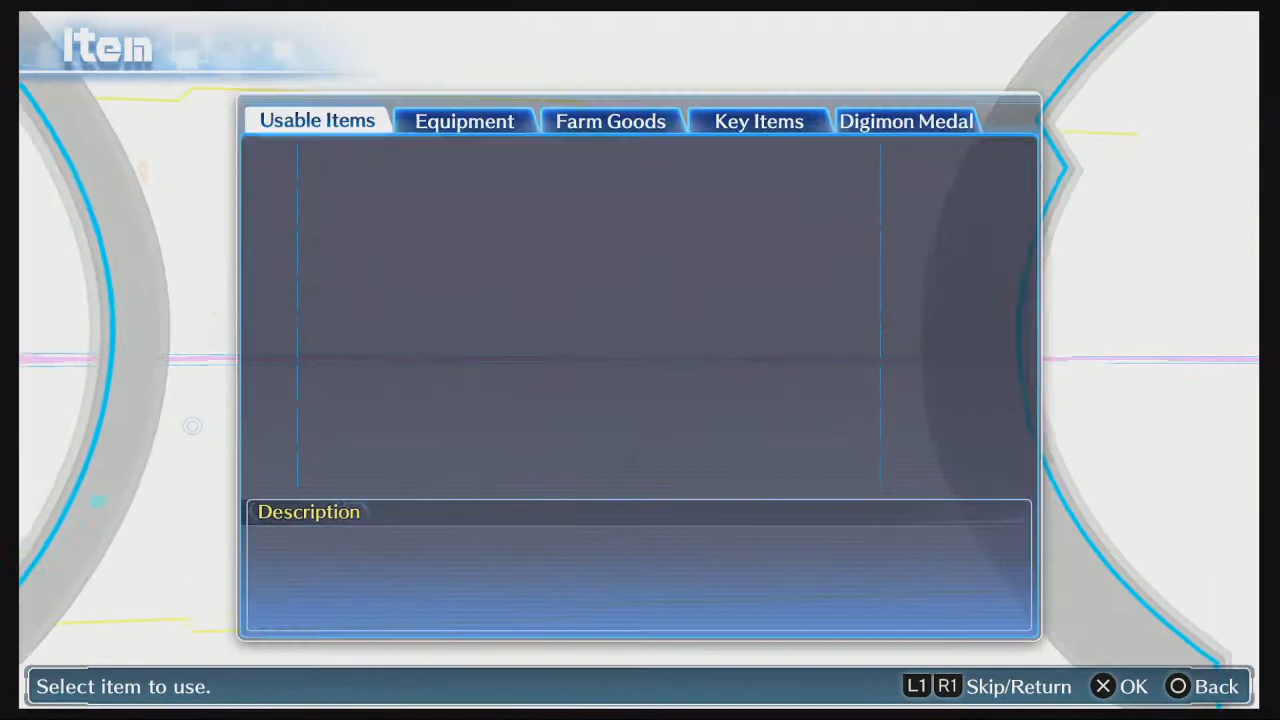 Item
Usable Items
Equipment
Farm Goods
Key Items
Digimon Medal
Description
Select item to use.
L1 R1 Skip/Return
OK
Back